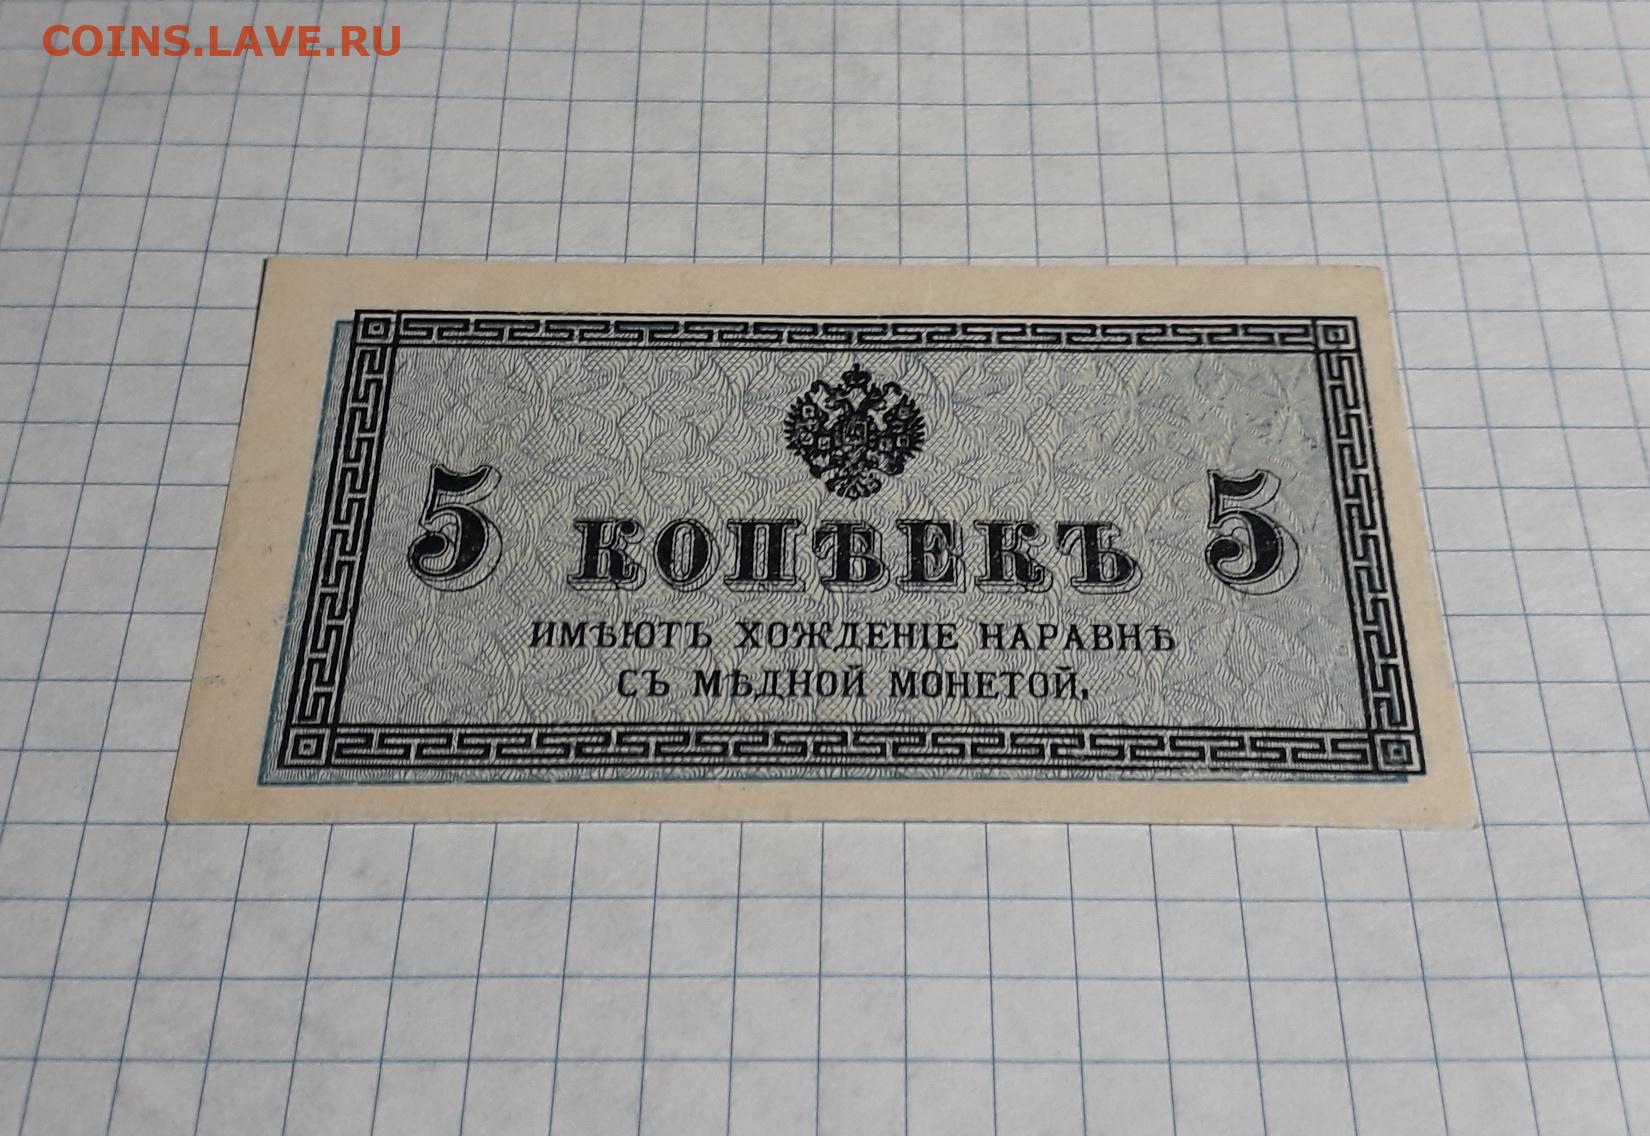 COINS.LAVE.RU
5 КОПѢЕКЪ 5
ИМѢЮТЪ ХОЖДЕНІЕ НАРАВНѢ
СЪ МѢДНОЙ МОНЕТОЙ.